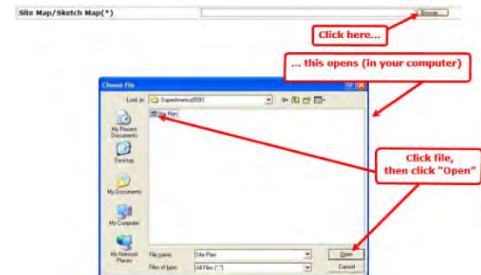 Site Map/Sketch Map(*)
Browse...
Click here...
... this opens (in your computer)
Choose file
Look in:
My Recent Documents
Desktop
Site Plan
My Documents
Click file,
then click "Open"
My Computer
My Network Places
File name:
Site Plan
Open
Files of type:
All Files (*.*)
Cancel